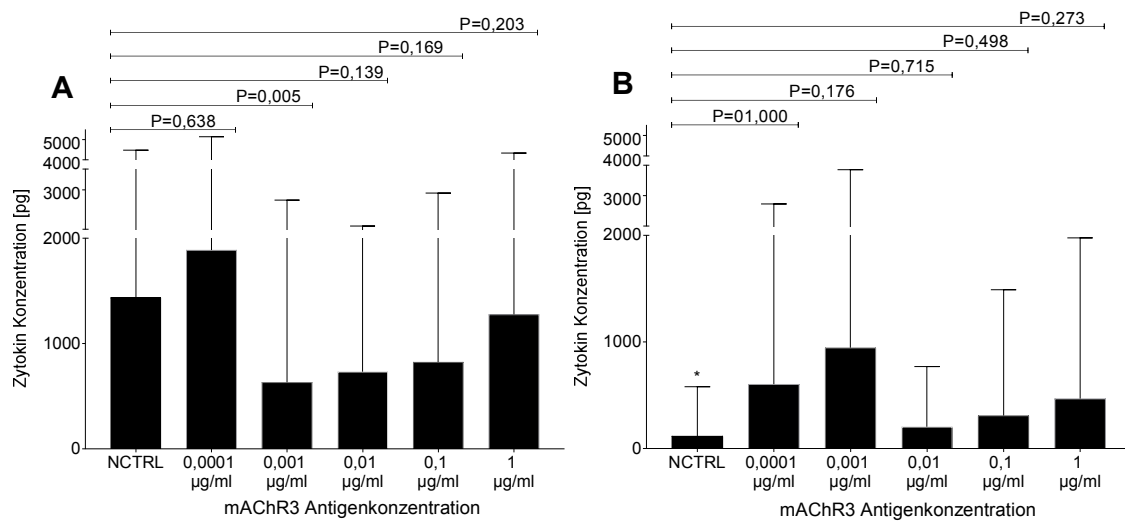 A
P=0,203
P=0,169
P=0,139
P=0,005
P=0,638
Zytokin Konzentration [pg]
5000
4000
3000
2000
1000
0
NCTRL 0,0001 0,001 0,01 0,1 1
µg/ml µg/ml µg/ml µg/ml µg/ml
mAChR3 Antigenkonzentration
B
P=0,273
P=0,498
P=0,715
P=0,176
P=01,000
Zytokin Konzentration [pg]
5000
4000
3000
2000
1000
0
*
NCTRL 0,0001 0,001 0,01 0,1 1
µg/ml µg/ml µg/ml µg/ml µg/ml
mAChR3 Antigenkonzentration